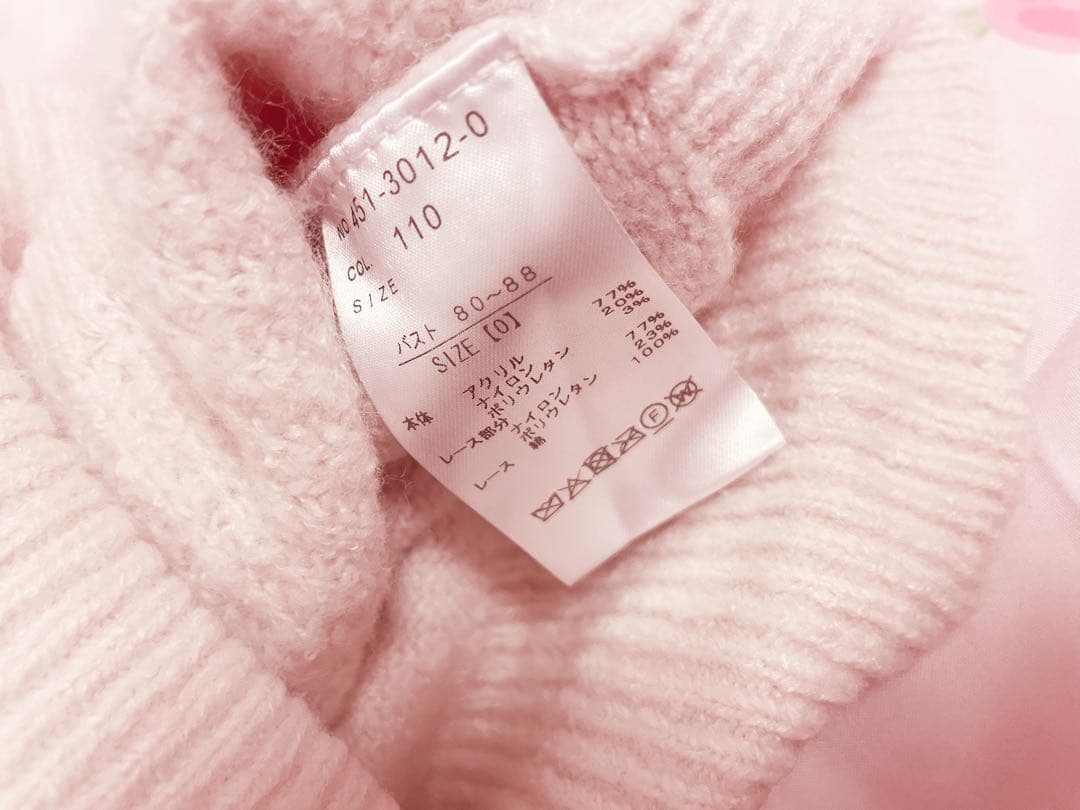 NO 451-3012-0
COL. 110
SIZE
バスト 80~88
SIZE【0】
本体 アクリル 77%
ナイロン 20%
ポリウレタン 3%
レース部分 ナイロン 77%
ポリウレタン 23%
レース 綿 100%
F
W